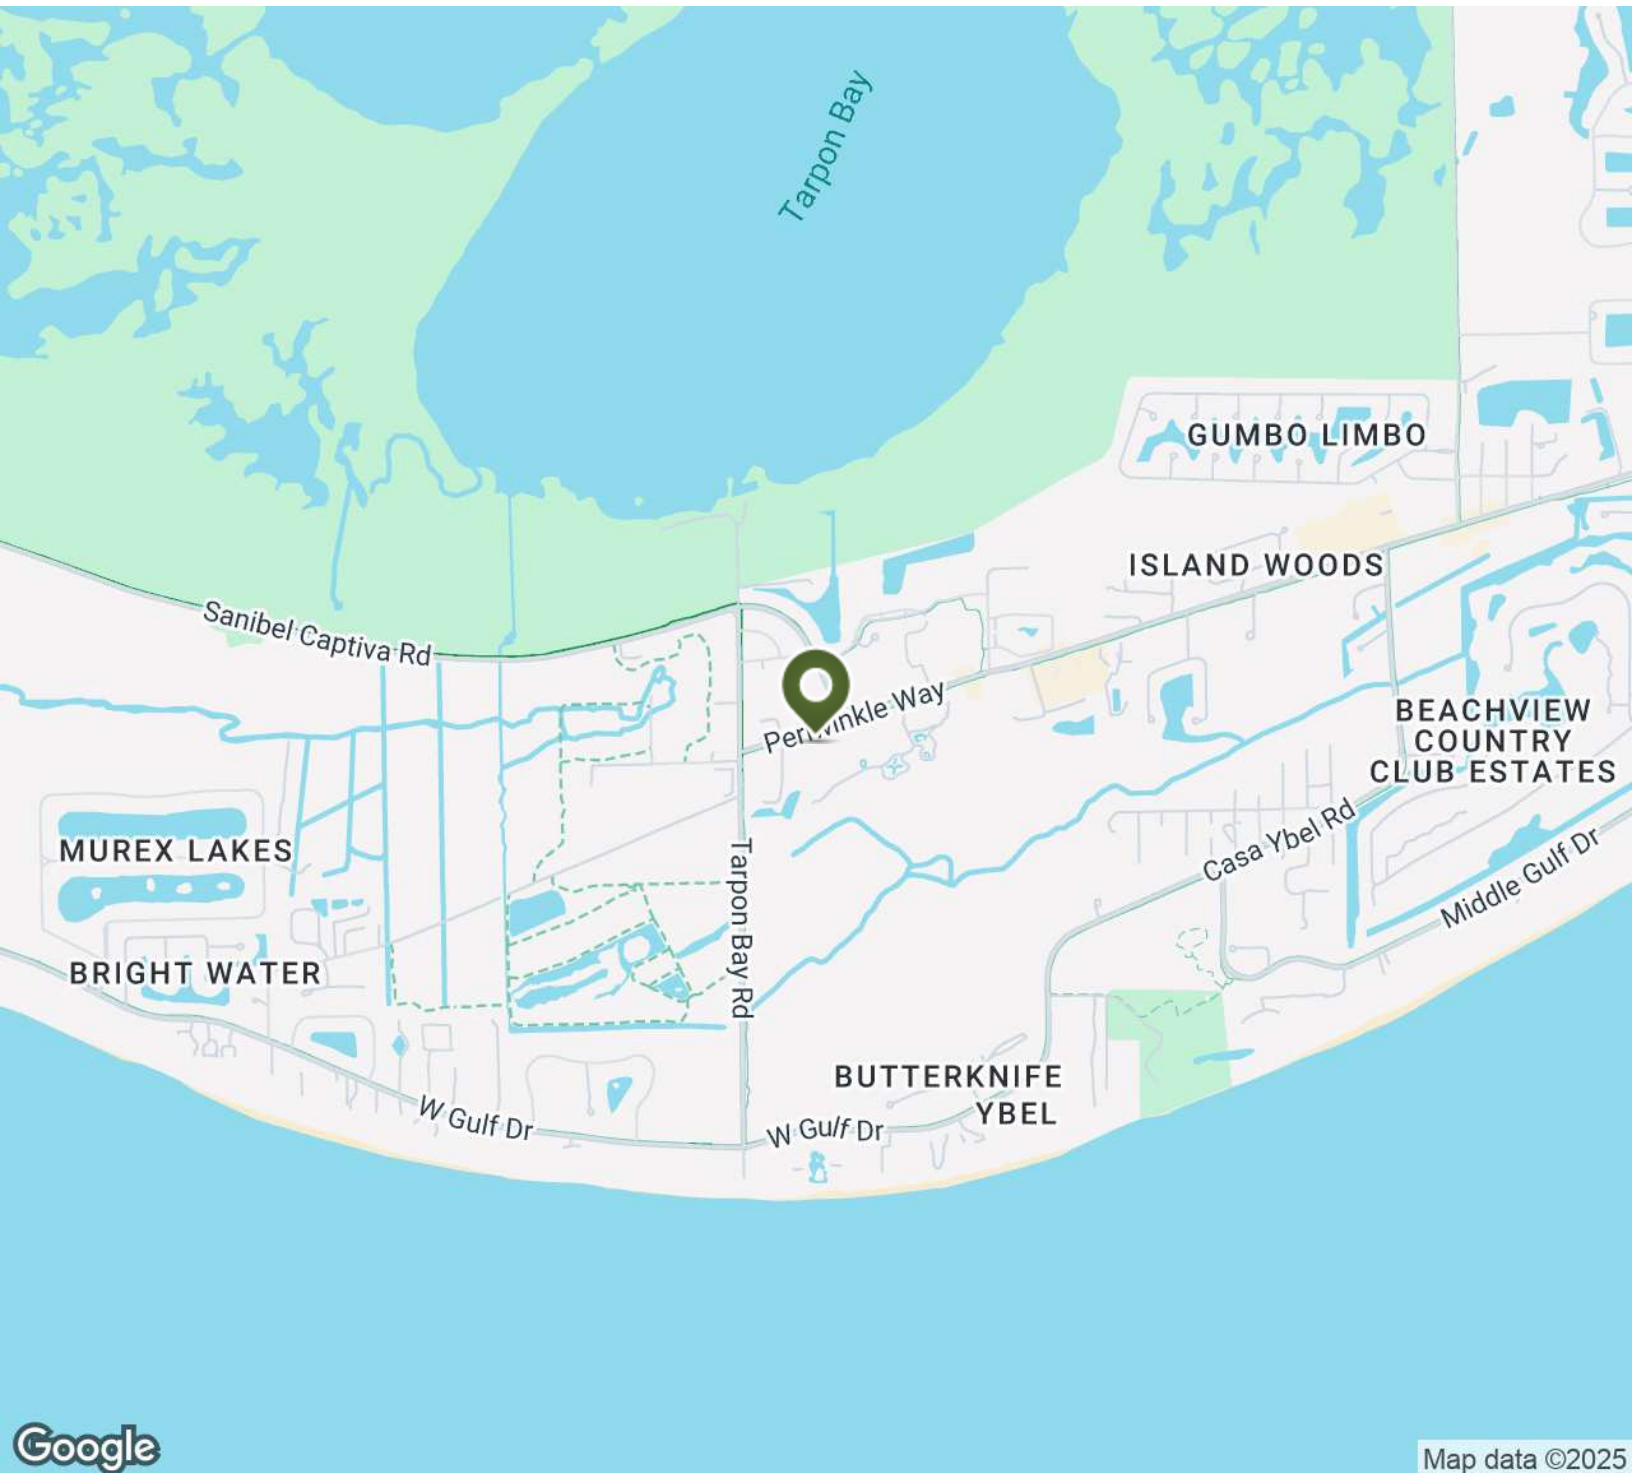 Tarpon Bay
GUMBO LIMBO
ISLAND WOODS
Sanibel Captiva Rd
Periwinkle Way
BEACHVIEW
COUNTRY
CLUB ESTATES
Casa Ybel Rd
Middle Gulf Dr
MUREX LAKES
Tarpon Bay Rd
BRIGHT WATER
BUTTERKNIFE
YBEL
W Gulf Dr
W Gulf Dr
Google
Map data ©2025